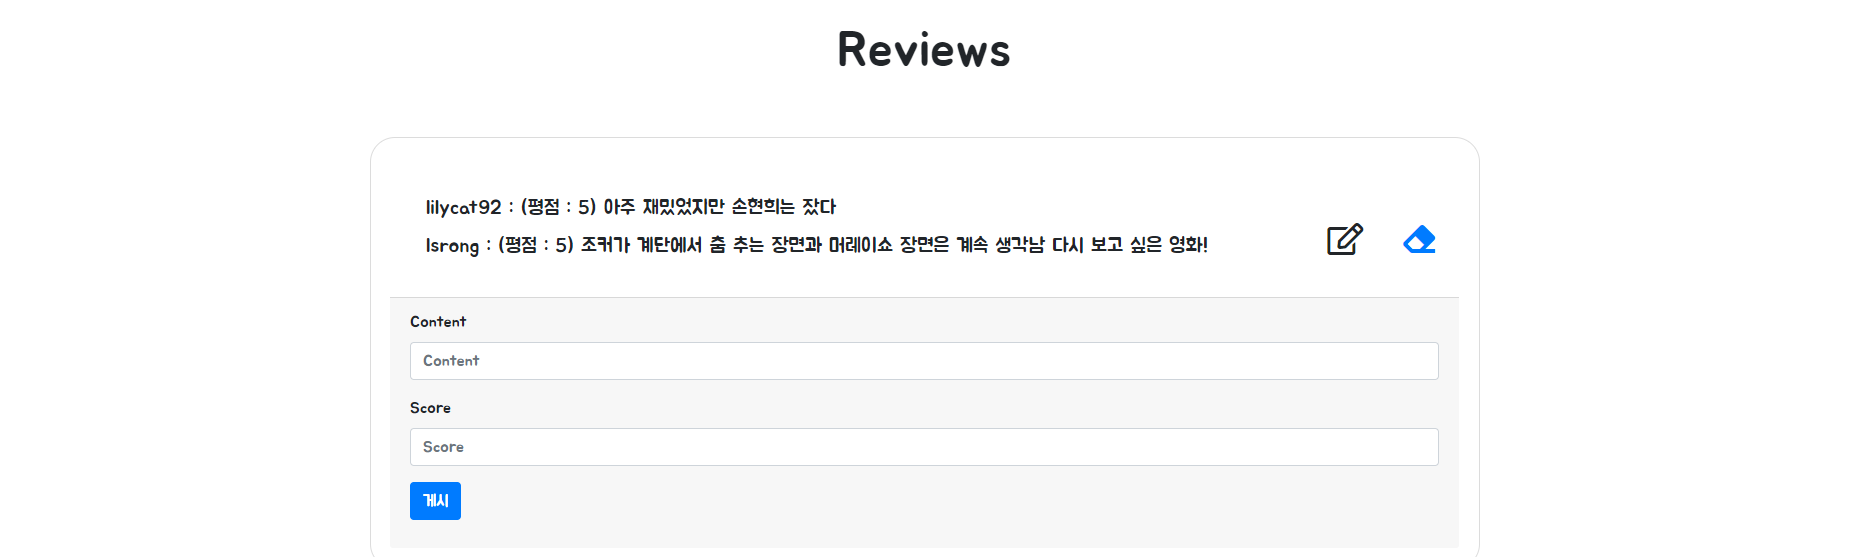 Reviews
lilycat92 : (평점 : 5) 아주 재밌었지만 손현희는 잤다
lsrong : (평점 : 5) 조커가 계단에서 춤 추는 장면과 머레이쇼 장면은 계속 생각남 다시 보고 싶은 영화!
Content
Content
Score
Score
게시